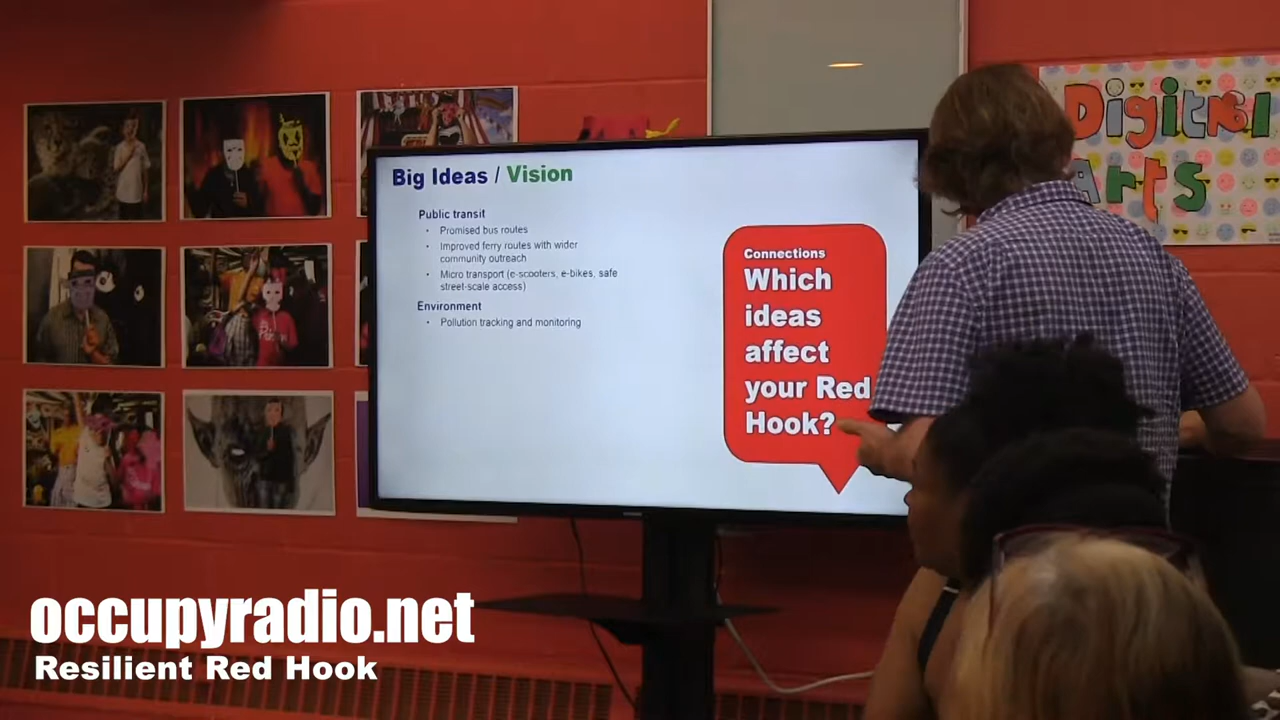 Digital
Arts
Big Ideas / Vision
Public transit
• Promised bus routes
• Improved ferry routes with wider
community outreach
• Micro transport (e-scooters, e-bikes, safe
street-scale access)
Environment
• Pollution tracking and monitoring
Connections
Which
ideas
affect
your Red
Hook?
occupyradio.net
Resilient Red Hook